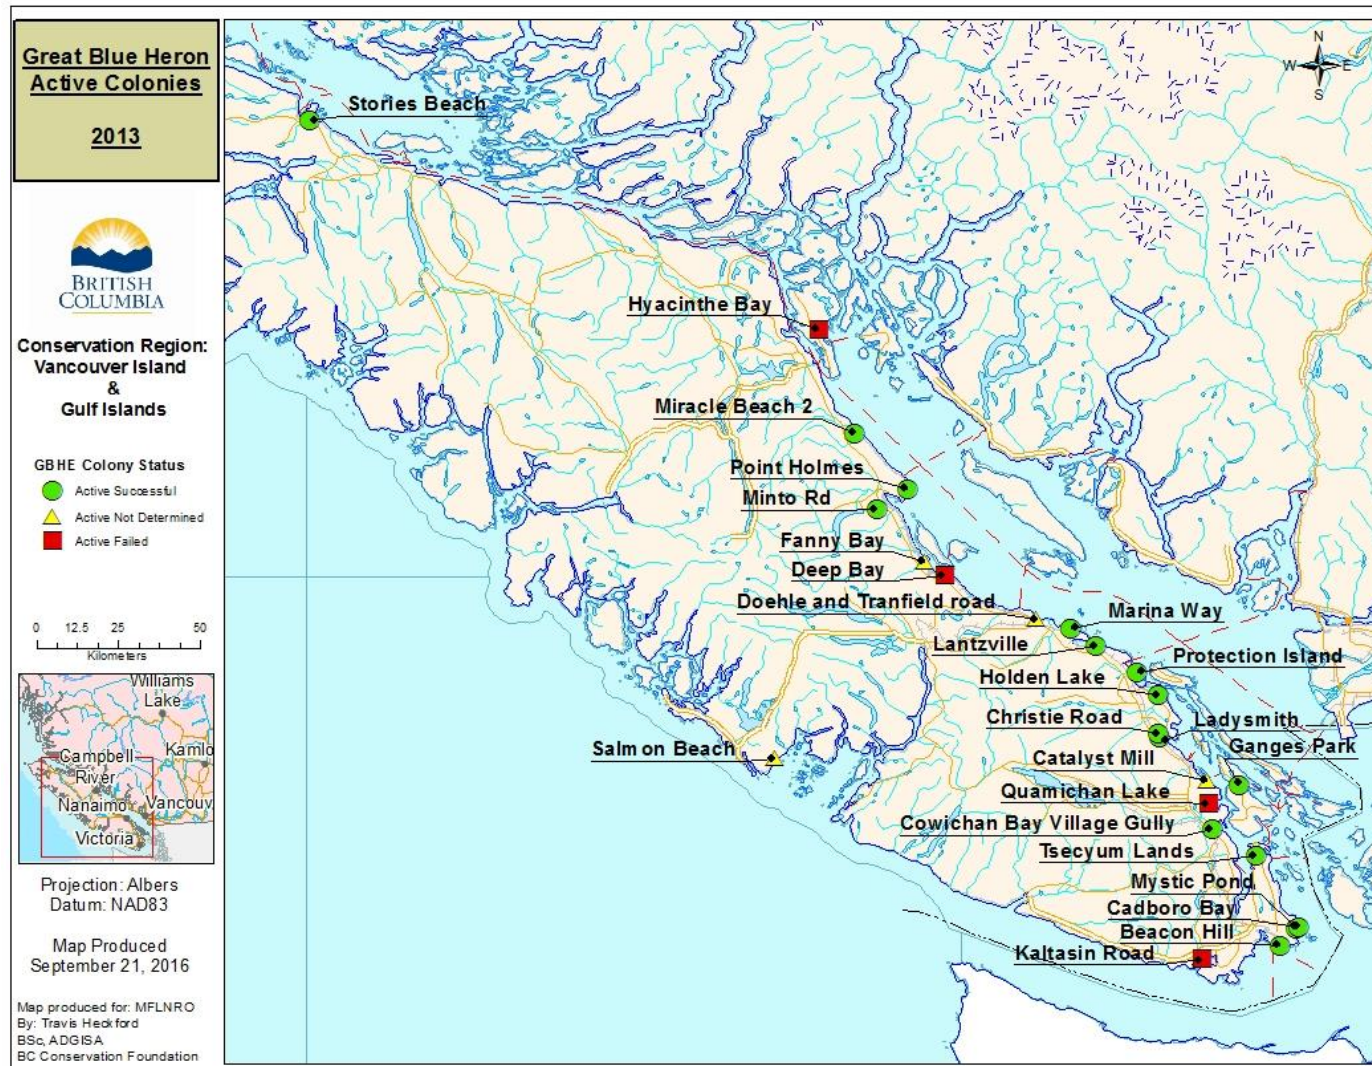 Great Blue Heron
Active Colonies
2013
BRITISH
COLUMBIA
Conservation Region:
Vancouver Island
&
Gulf Islands
GBHE Colony Status
Active Successful
Active Not Determined
Active Failed
0 12.5 25 50
Kilometers
Williams
Lake
Campbell
River
Kamlo
Nanaimo
Vancouv
Victoria
Projection: Albers
Datum: NAD83
Map Produced
September 21, 2016
Map produced for: MFLNRO
By: Travis Heckford
BSc, ADGISA
BC Conservation Foundation
N
W E
S
Stories Beach
Hyacinthe Bay
Miracle Beach 2
Point Holmes
Minto Rd
Fanny Bay
Deep Bay
Doehle and Tranfield road
Marina Way
Lantzville
Protection Island
Holden Lake
Christie Road
Ladysmith
Ganges Park
Salmon Beach
Catalyst Mill
Quamichan Lake
Cowichan Bay Village Gully
Tsecyum Lands
Mystic Pond
Cadboro Bay
Beacon Hill
Kaltasin Road